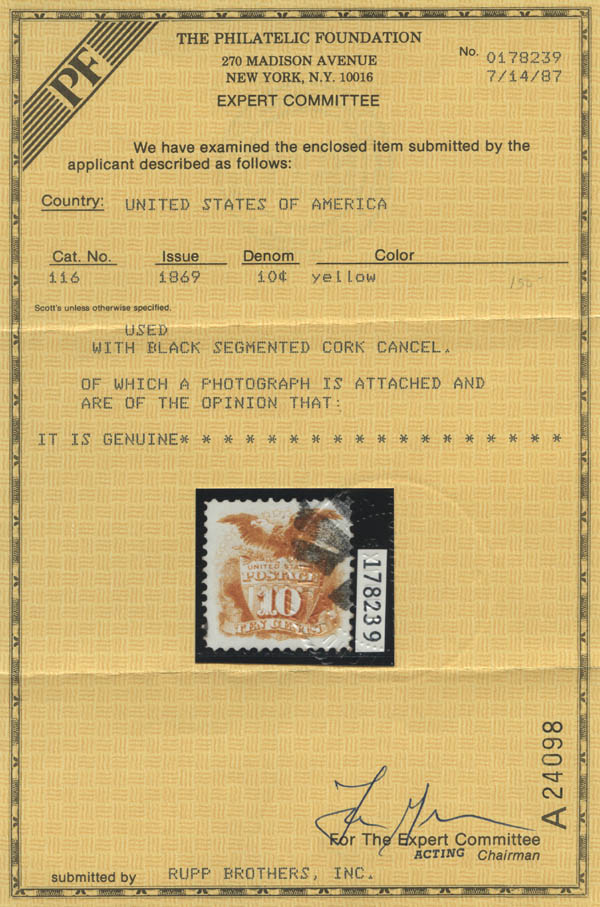 PF
THE PHILATELIC FOUNDATION
270 MADISON AVENUE
NEW YORK, N.Y. 10016
EXPERT COMMITTEE
No. 0178239
7/14/87
We have examined the enclosed item submitted by the
applicant described as follows:
Country: UNITED STATES OF AMERICA
Cat. No. Issue Denom Color
116 1869 10¢ yellow
Scott's unless otherwise specified.
USED
WITH BLACK SEGMENTED CORK CANCEL.
OF WHICH A PHOTOGRAPH IS ATTACHED AND
ARE OF THE OPINION THAT:
IT IS GENUINE* * * * * * * * * * * * * * * * * * *
UNITED STATES
POSTAGE
10
TEN CENTS
178239
A 24098
For The Expert Committee
ACTING Chairman
submitted by RUPP BROTHERS, INC.